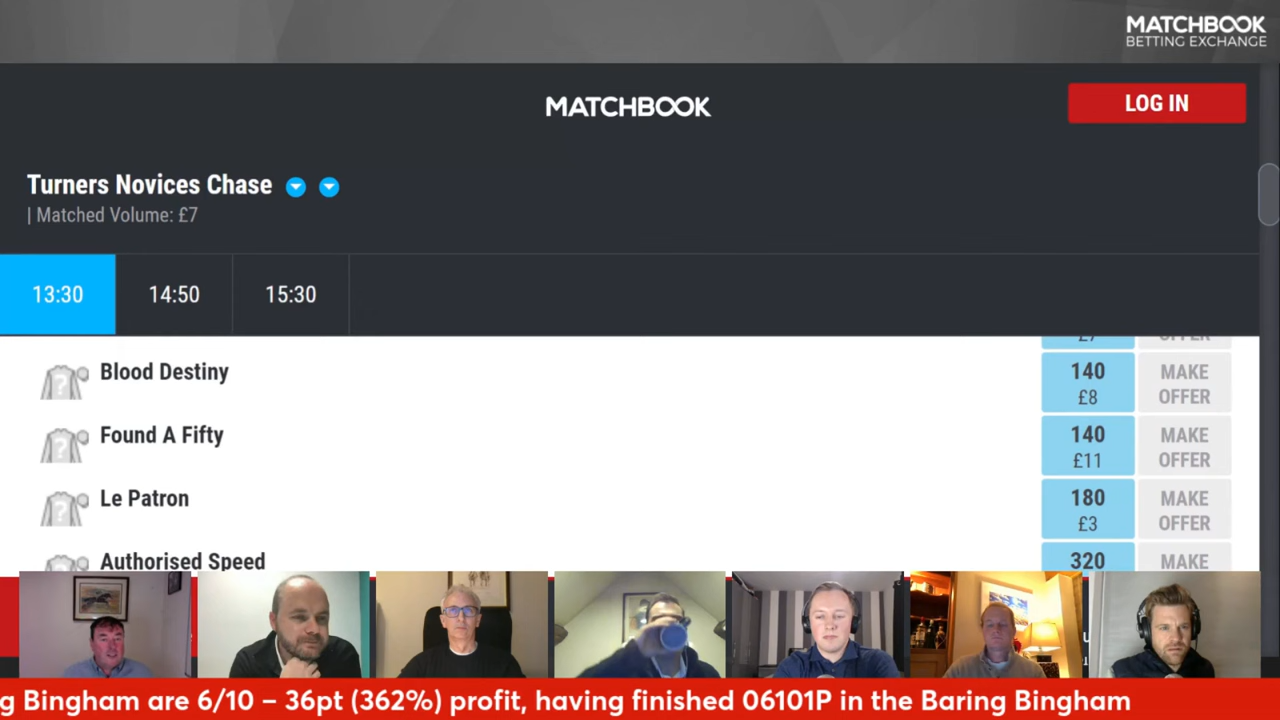 MATCHBOOK
BETTING EXCHANGE
MATCHBOOK
LOG IN
Turners Novices Chase
| Matched Volume: £7
13:30
14:50
15:30
£7
OFFER
Blood Destiny
140
£8
MAKE
OFFER
Found A Fifty
140
£11
MAKE
OFFER
Le Patron
180
£3
MAKE
OFFER
Authorised Speed
320
MAKE
g Bingham are 6/10 – 36pt (362%) profit, having finished 06101P in the Baring Bingham